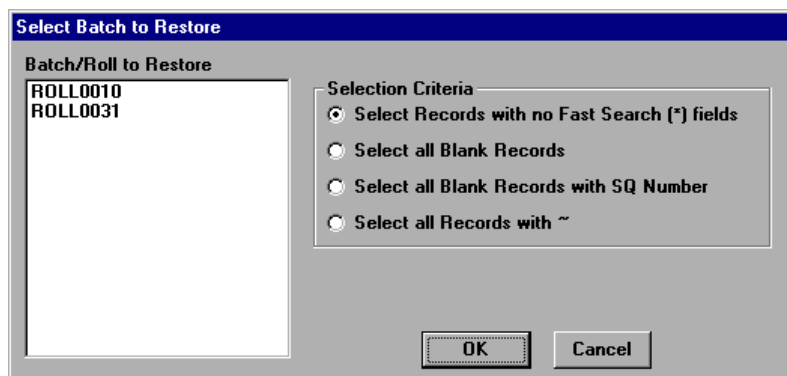 Select Batch to Restore
Batch/Roll to Restore
ROLL0010
ROLL0031
Selection Criteria
Select Records with no Fast Search (*) fields
Select all Blank Records
Select all Blank Records with SQ Number
Select all Records with ~
OK
Cancel